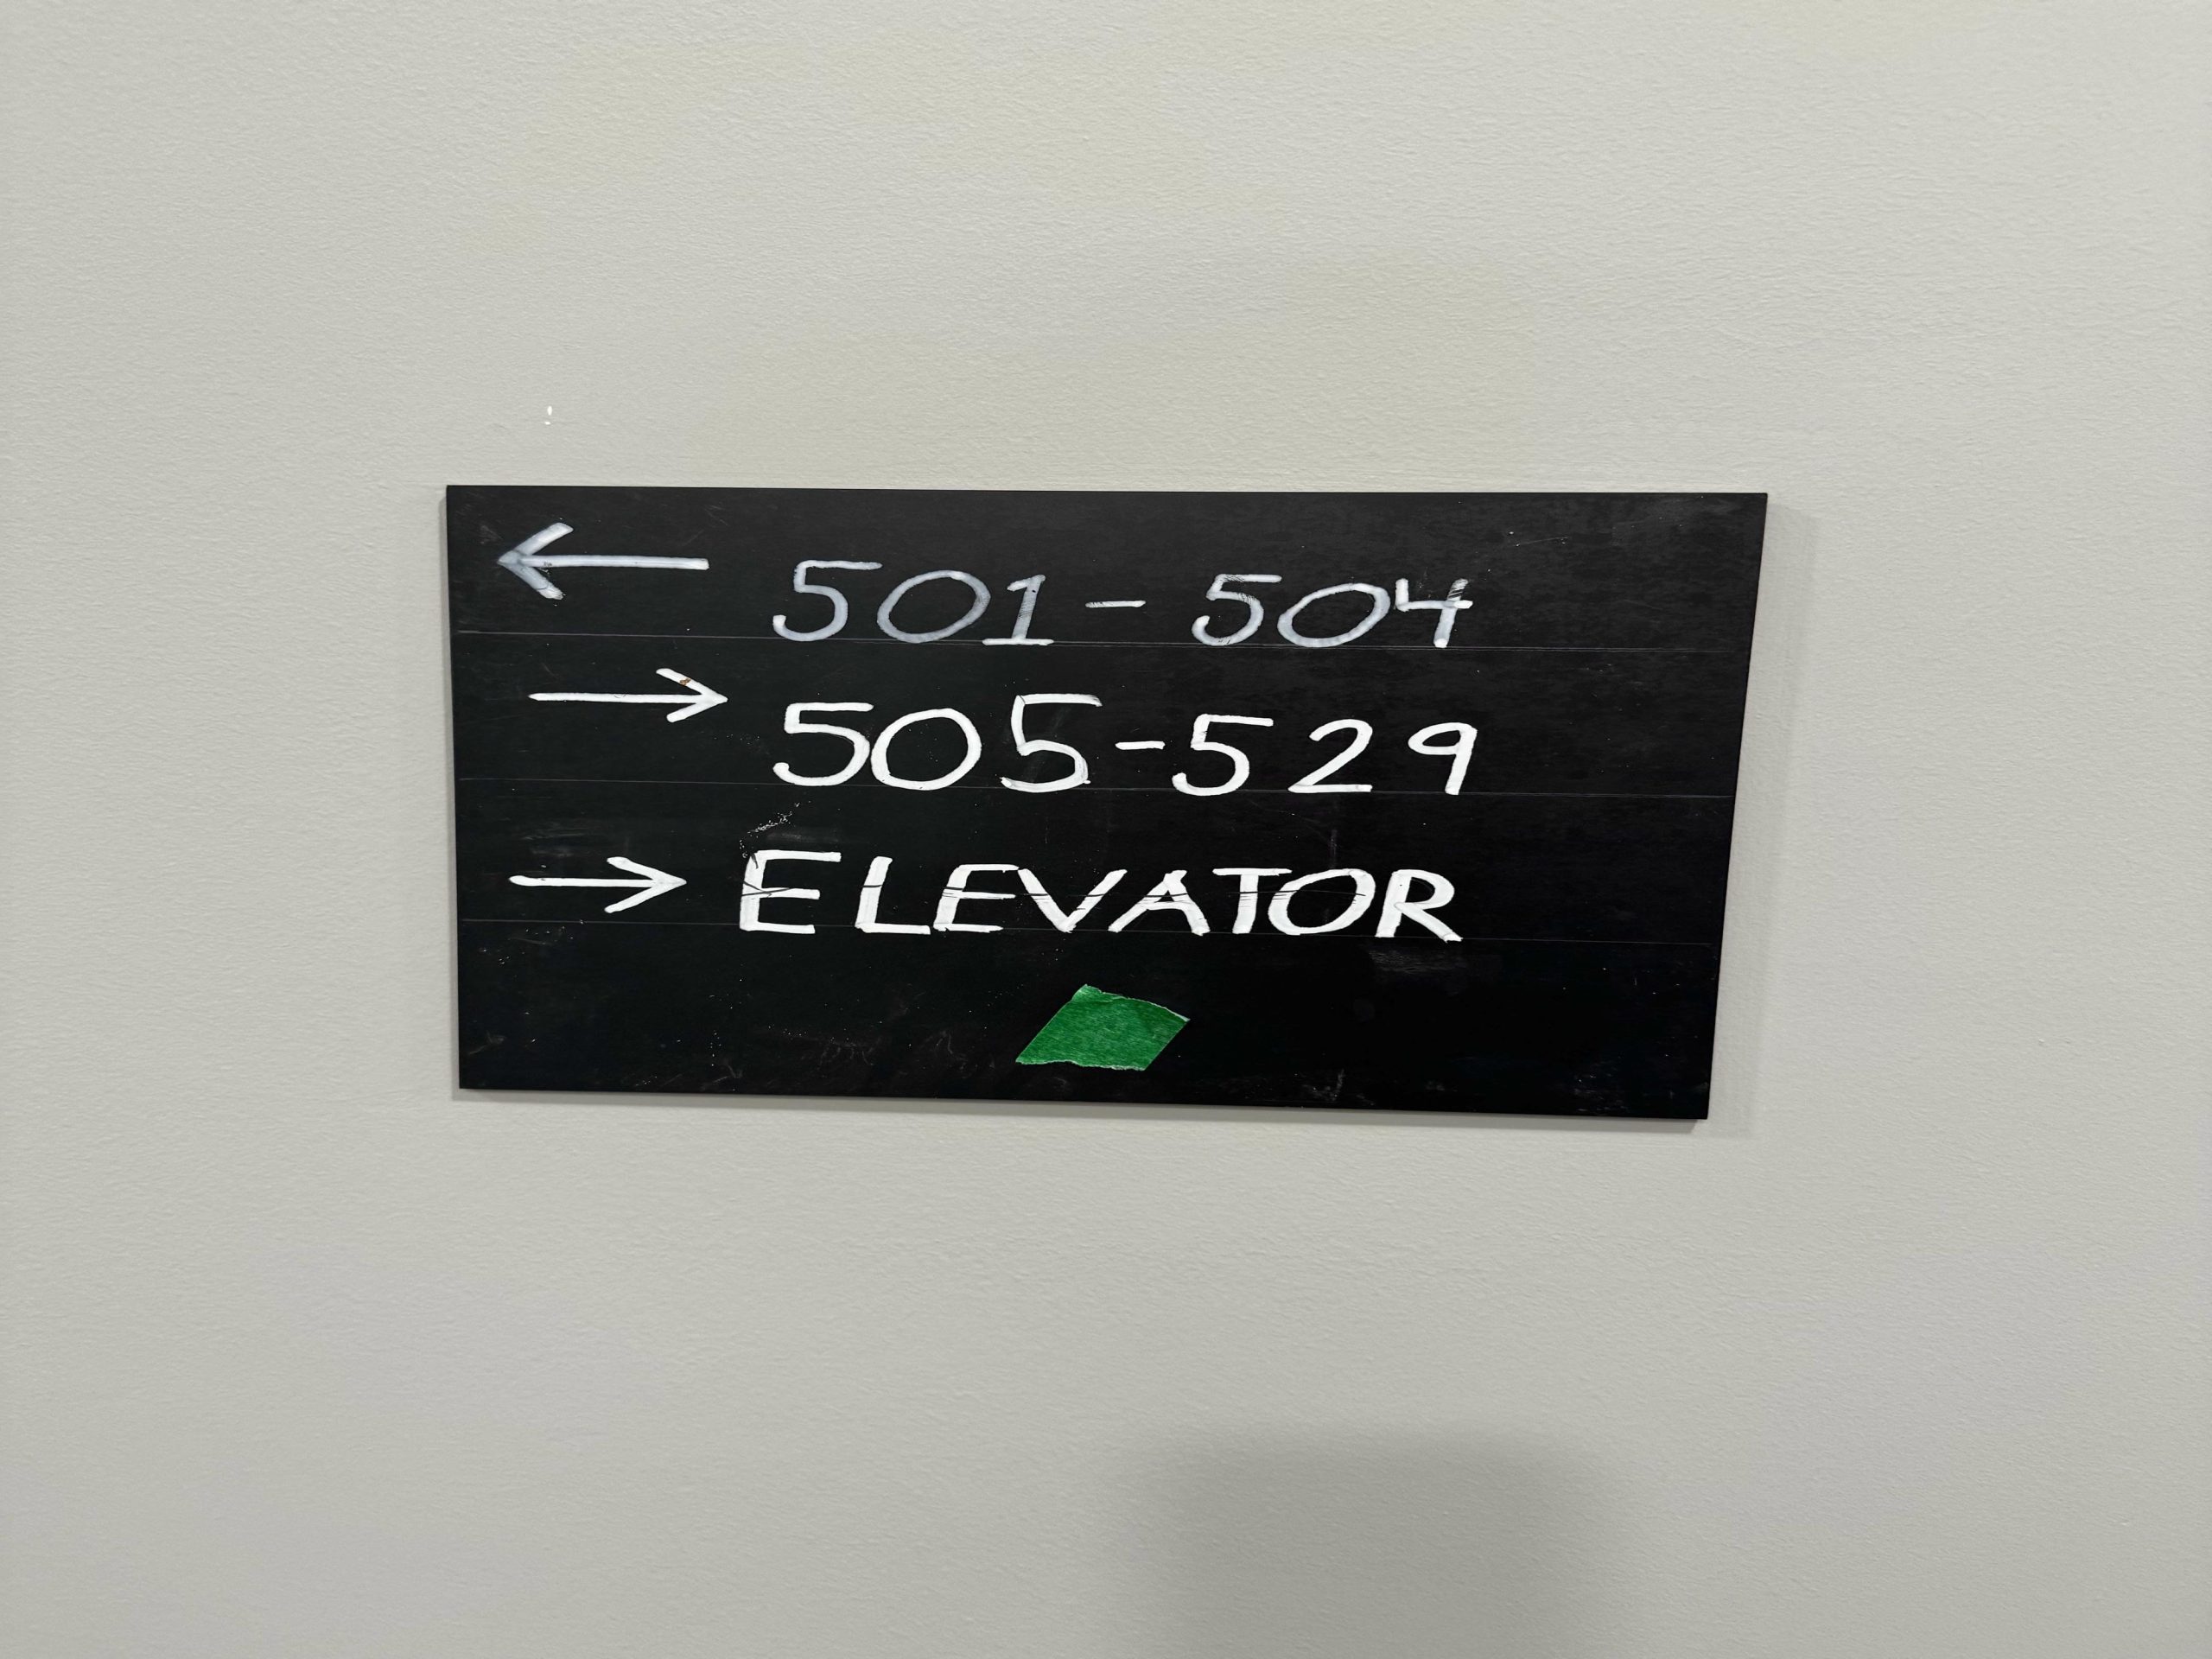 ← 501 - 504
→ 505-529
→ ELEVATOR